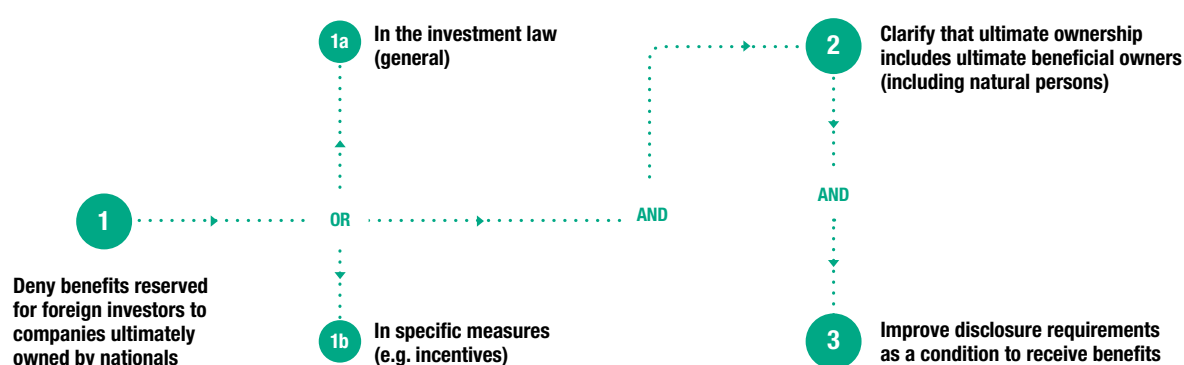 1
Deny benefits reserved
for foreign investors to
companies ultimately
owned by nationals
OR
1a
In the investment law
(general)
1b
In specific measures
(e.g. incentives)
AND
2
Clarify that ultimate ownership
includes ultimate beneficial owners
(including natural persons)
AND
3
Improve disclosure requirements
as a condition to receive benefits